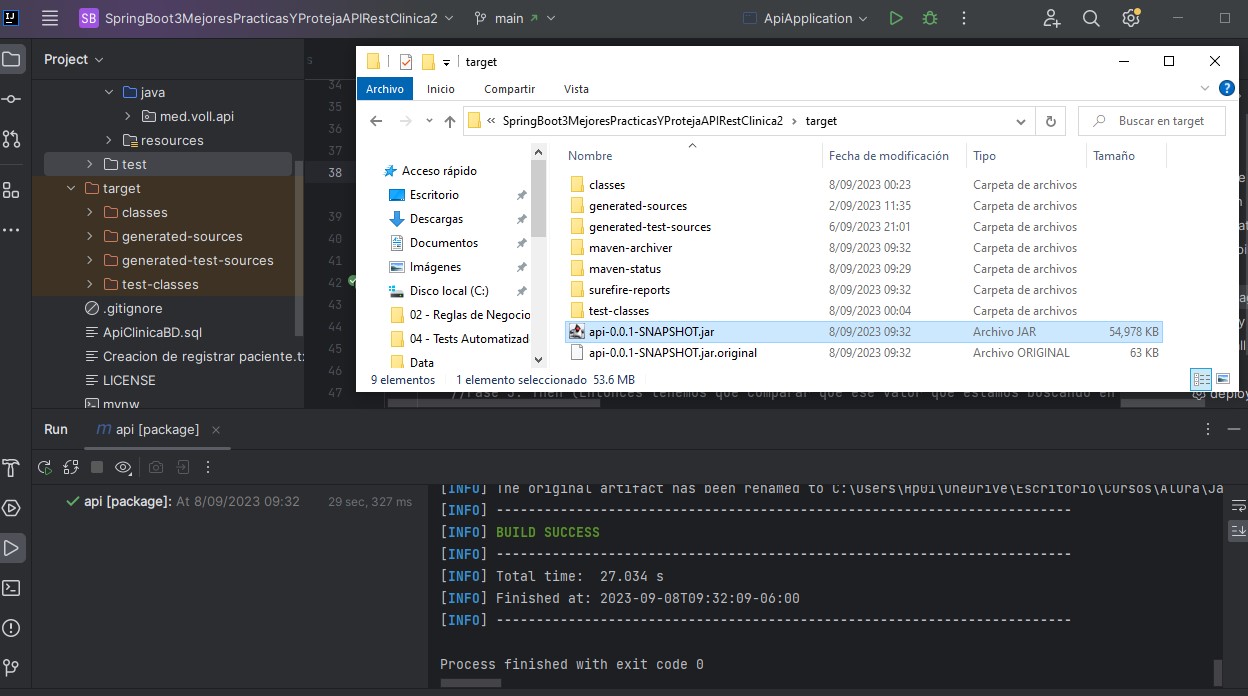 SB SpringBoot3MejoresPracticasYProtejaAPIRestClinica2 main ApiApplication
Project
java
med.voll.api
resources
test
target
classes
generated-sources
generated-test-sources
test-classes
.gitignore
ApiClinicaBD.sql
Creacion de registrar paciente.t
LICENSE
mvnw
34
35
36
37
38
39
40
41
42
43
44
45
46
47
target
Archivo Inicio Compartir Vista
« SpringBoot3MejoresPracticasYProtejaAPIRestClinica2 > target Buscar en target
Acceso rápido
Escritorio
Descargas
Documentos
Imágenes
Disco local (C:)
02 - Reglas de Negocio
04 - Tests Automatizad
Data
Nombre Fecha de modificación Tipo Tamaño
classes 8/09/2023 00:23 Carpeta de archivos
generated-sources 2/09/2023 11:35 Carpeta de archivos
generated-test-sources 6/09/2023 21:01 Carpeta de archivos
maven-archiver 8/09/2023 09:32 Carpeta de archivos
maven-status 8/09/2023 09:29 Carpeta de archivos
surefire-reports 8/09/2023 09:32 Carpeta de archivos
test-classes 8/09/2023 00:04 Carpeta de archivos
api-0.0.1-SNAPSHOT.jar 8/09/2023 09:32 Archivo JAR 54,978 KB
api-0.0.1-SNAPSHOT.jar.original 8/09/2023 09:32 Archivo ORIGINAL 63 KB
9 elementos 1 elemento seleccionado 53.6 MB
//Fase 3: Then (Entonces tenemos que comparar que ese valor que estamos buscando en
deploy
Run api [package]
api [package]: At 8/09/2023 09:32 29 sec, 327 ms
[INFO] The original artifact has been renamed to C:\Users\Hp01\OneDrive\Escritorio\Cursos\Alura\Ja
[INFO] ------------------------------------------------------------------------
[INFO] BUILD SUCCESS
[INFO] ------------------------------------------------------------------------
[INFO] Total time:  27.034 s
[INFO] Finished at: 2023-09-08T09:32:09-06:00
[INFO] ------------------------------------------------------------------------
Process finished with exit code 0